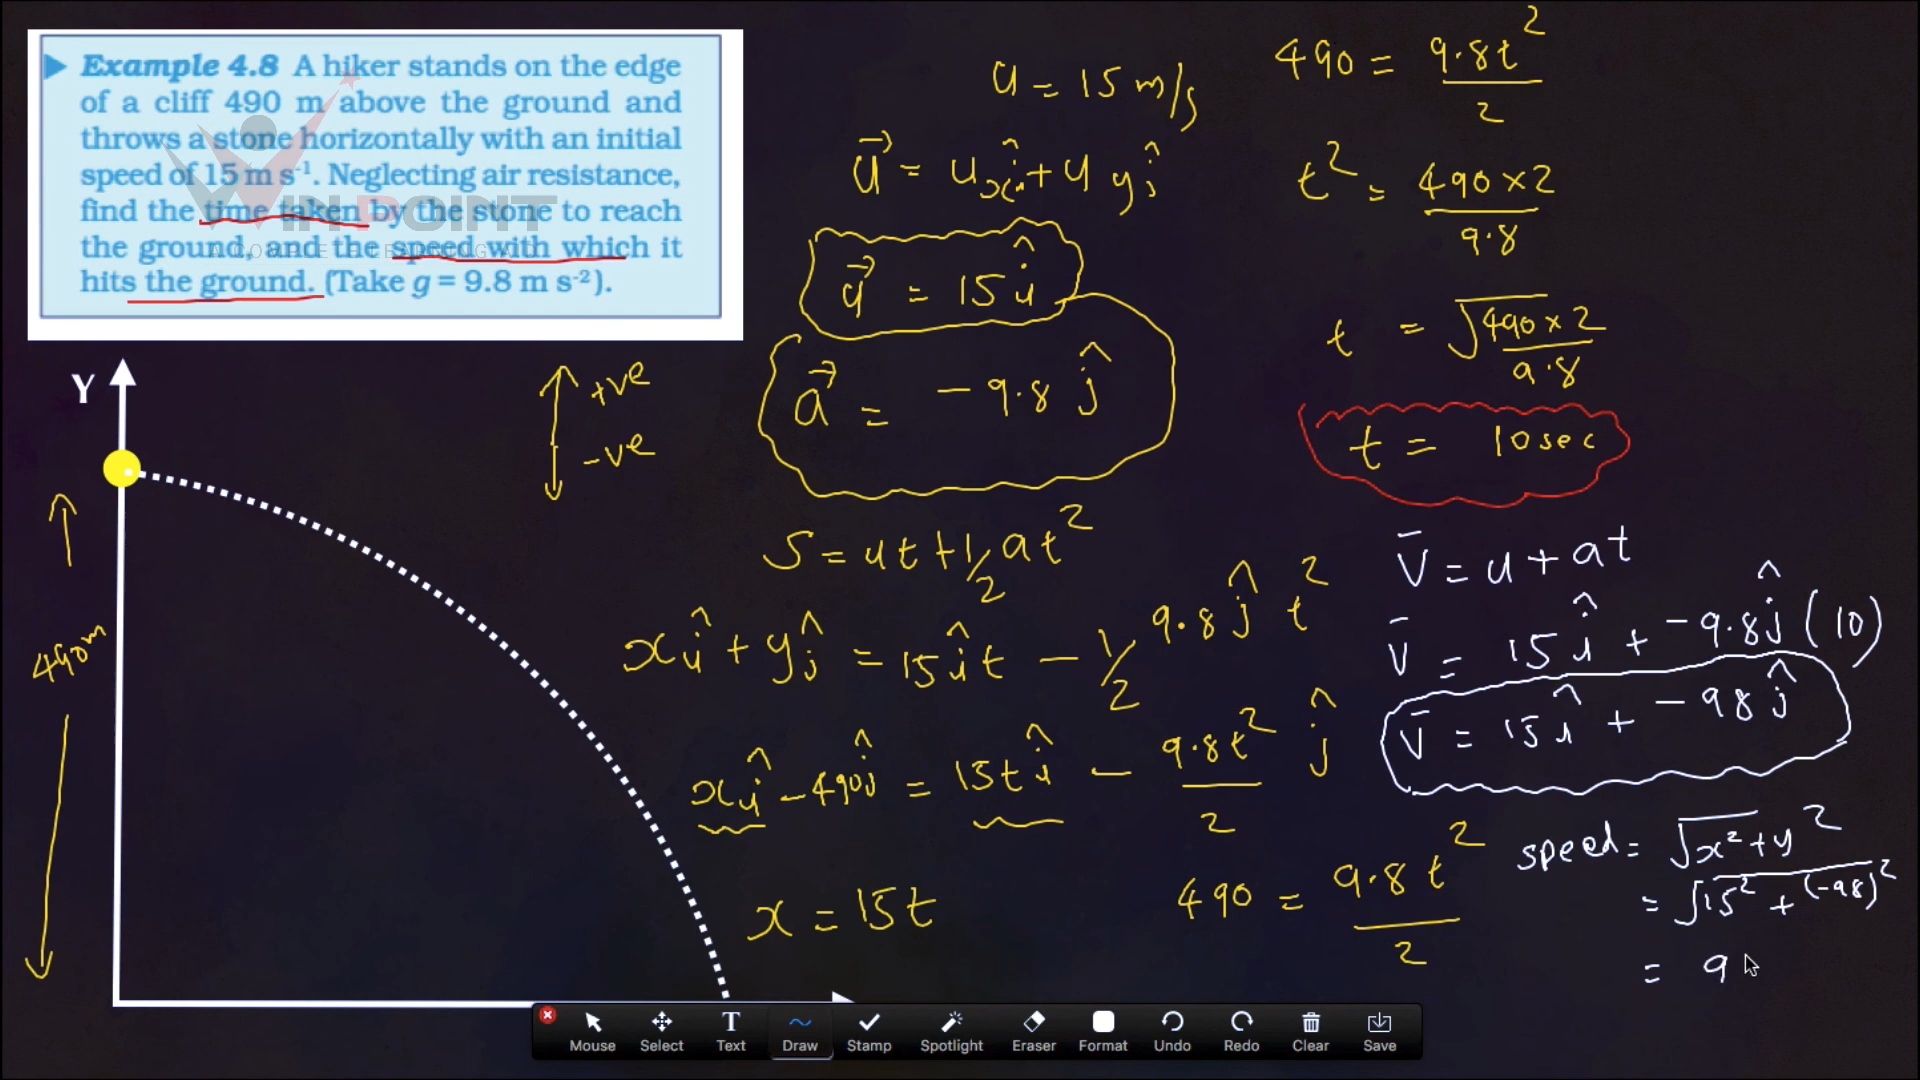 Example 4.8 A hiker stands on the edge
of a cliff 490 m above the ground and
throws a stone horizontally with an initial
speed of 15 m s⁻¹. Neglecting air resistance,
find the time taken by the stone to reach
the ground, and the speed with which it
hits the ground. (Take g = 9.8 m s⁻²).
WIN POINT
Y
+ve
-ve
490m
u = 15 m/s
u⃗ = uₓî + u yĵ
u⃗ = 15 î
a⃗ = -9.8 ĵ
S = ut + 1/2 at²
xî + yĵ = 15ît - 1/2 9.8ĵ t²
xî - 490ĵ = 15tî - 9.8t²/2 ĵ
x = 15t
490 = 9.8t²/2
490 = 9.8t²/2
t² = 490×2/9.8
t = √490×2/9.8
t = 10sec
V̄ = u + at
V̄ = 15î + -9.8ĵ (10)
V̄ = 15î + -98ĵ
speed = √x²+y²
= √15² + (-98)²
= 9
Mouse
Select
T
Text
Draw
Stamp
Spotlight
Eraser
Format
Undo
Redo
Clear
Save